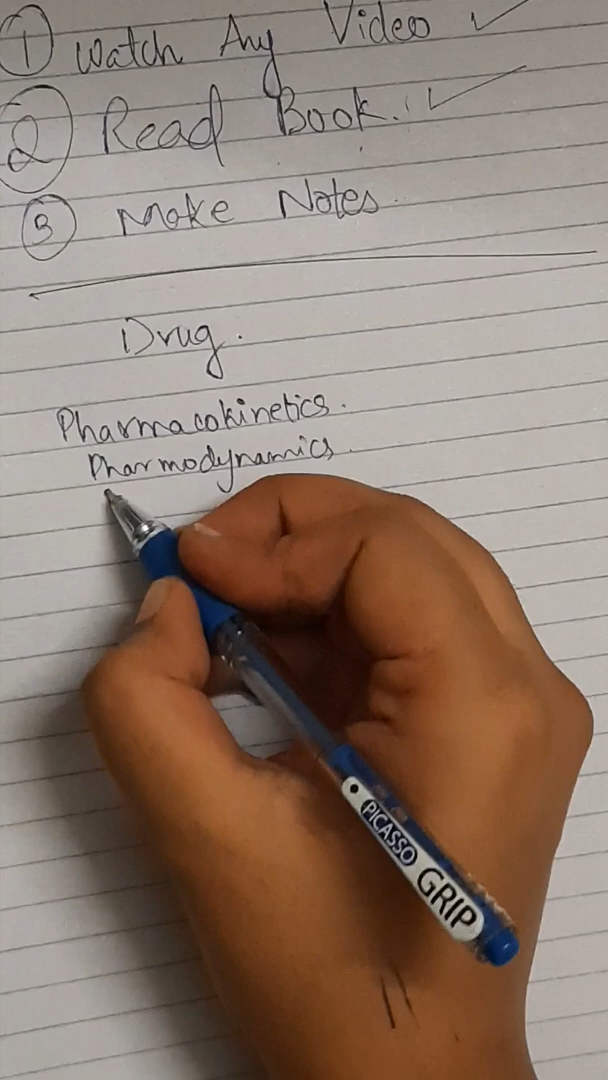 ① Watch Any Video ✓
② Read Book. ✓
③ Make Notes
Drug.
Pharmacokinetics.
Pharmodynamics.
PICASSO GRIP